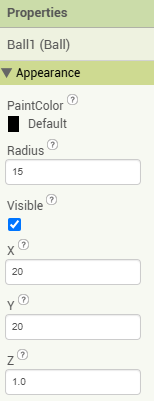 Properties
Ball1 (Ball)
Appearance
PaintColor ?
Default
Radius ?
15
Visible ?
X ?
20
Y ?
20
Z ?
1.0